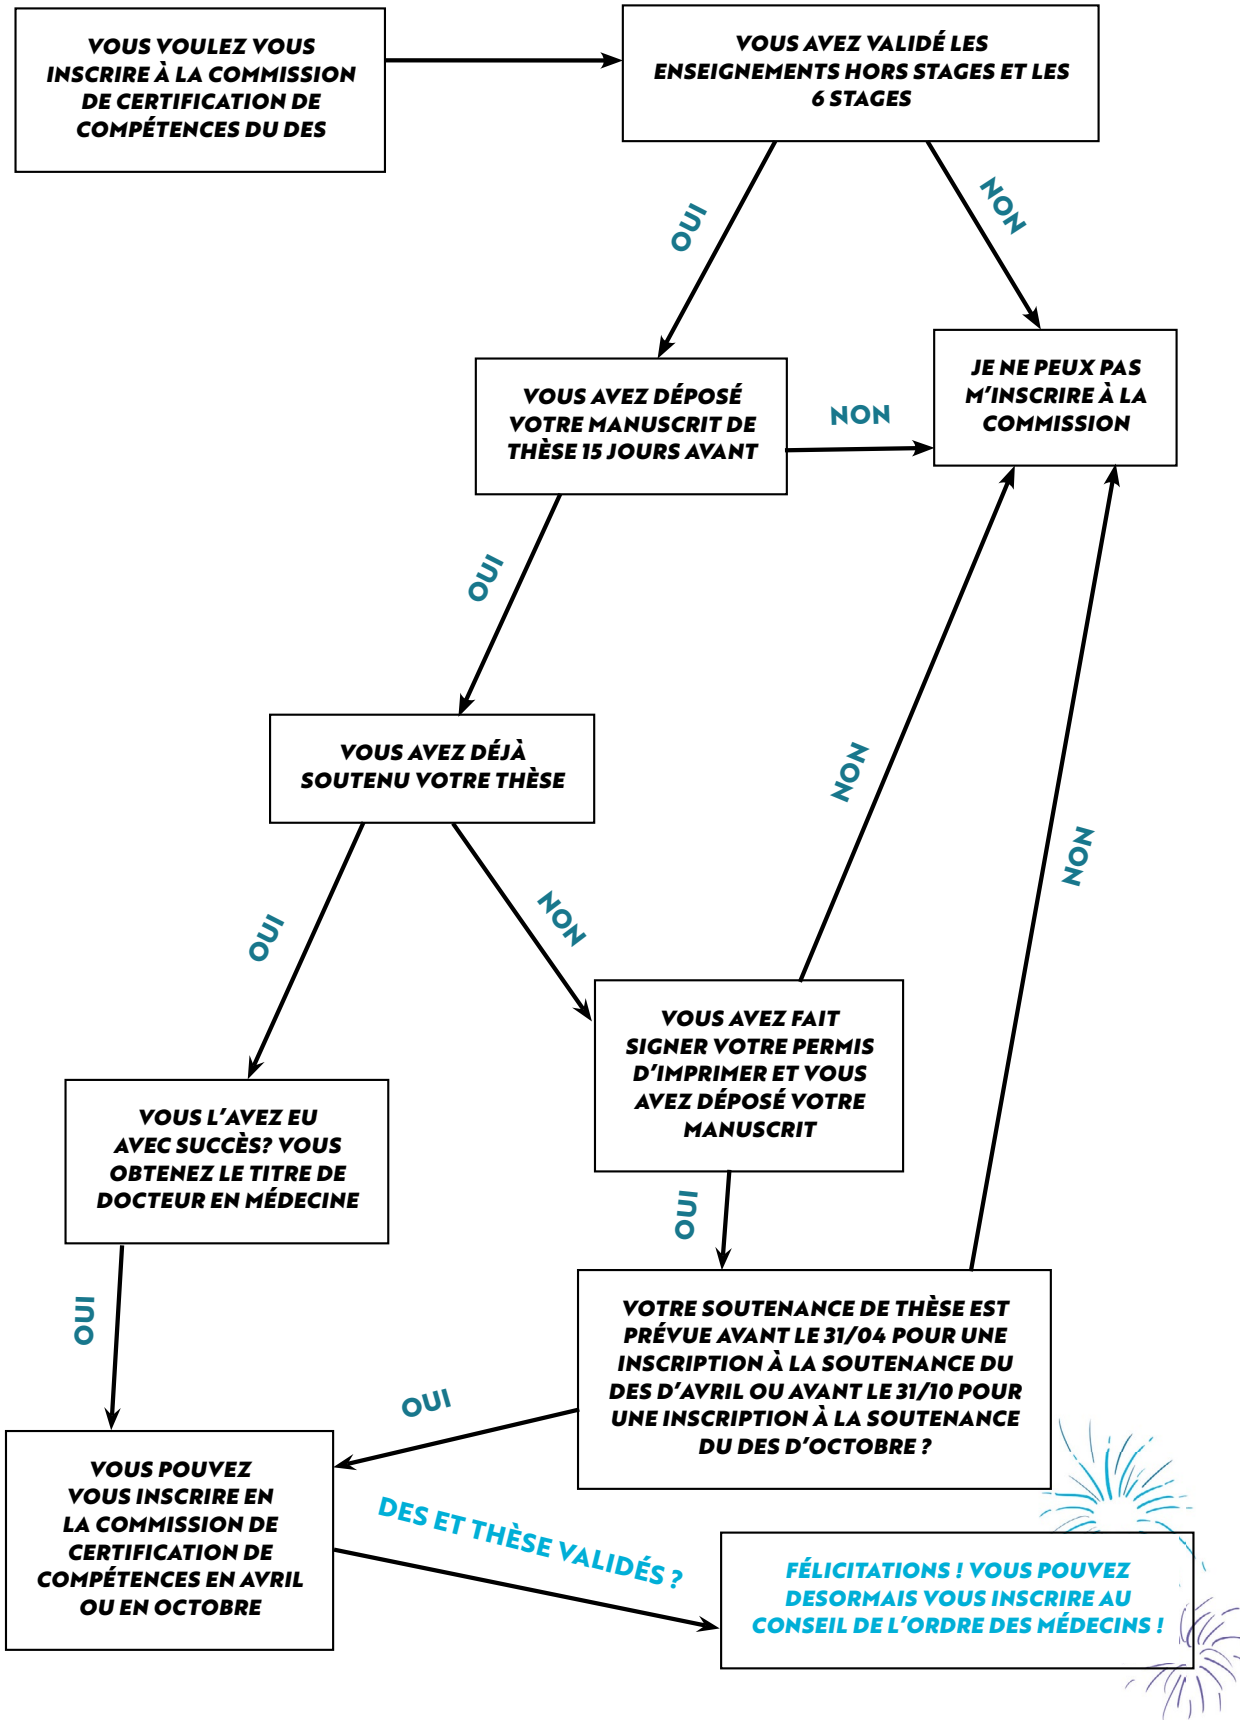 VOUS VOULEZ VOUS
INSCRIRE À LA COMMISSION
DE CERTIFICATION DE
COMPÉTENCES DU DES
VOUS AVEZ VALIDÉ LES
ENSEIGNEMENTS HORS STAGES ET LES
6 STAGES
OUI
NON
VOUS AVEZ DÉPOSÉ
VOTRE MANUSCRIT DE
THÈSE 15 JOURS AVANT
NON
JE NE PEUX PAS
M’INSCRIRE À LA
COMMISSION
OUI
VOUS AVEZ DÉJÀ
SOUTENU VOTRE THÈSE
NON
NON
OUI
NON
VOUS AVEZ FAIT
SIGNER VOTRE PERMIS
D’IMPRIMER ET VOUS
AVEZ DÉPOSÉ VOTRE
MANUSCRIT
VOUS L’AVEZ EU
AVEC SUCCÈS? VOUS
OBTENEZ LE TITRE DE
DOCTEUR EN MÉDECINE
OUI
OUI
VOTRE SOUTENANCE DE THÈSE EST
PRÉVUE AVANT LE 31/04 POUR UNE
INSCRIPTION À LA SOUTENANCE DU
DES D’AVRIL OU AVANT LE 31/10 POUR
UNE INSCRIPTION À LA SOUTENANCE
DU DES D’OCTOBRE ?
OUI
VOUS POUVEZ
VOUS INSCRIRE EN
LA COMMISSION DE
CERTIFICATION DE
COMPÉTENCES EN AVRIL
OU EN OCTOBRE
DES ET THÈSE VALIDÉS ?
FÉLICITATIONS ! VOUS POUVEZ
DESORMAIS VOUS INSCRIRE AU
CONSEIL DE L’ORDRE DES MÉDECINS !